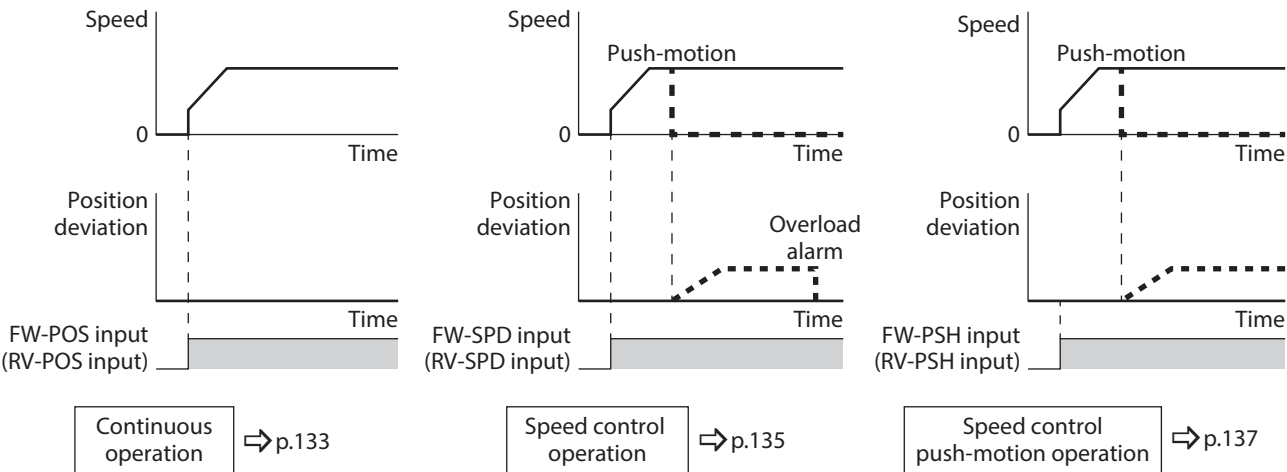 Speed
0
Time
Position
deviation
Time
FW-POS input
(RV-POS input)
Continuous
operation
⇨ p.133
Speed
Push-motion
0
Time
Position
deviation
Overload
alarm
Time
FW-SPD input
(RV-SPD input)
Speed control
operation
⇨ p.135
Speed
Push-motion
0
Time
Position
deviation
Time
FW-PSH input
(RV-PSH input)
Speed control
push-motion operation
⇨ p.137